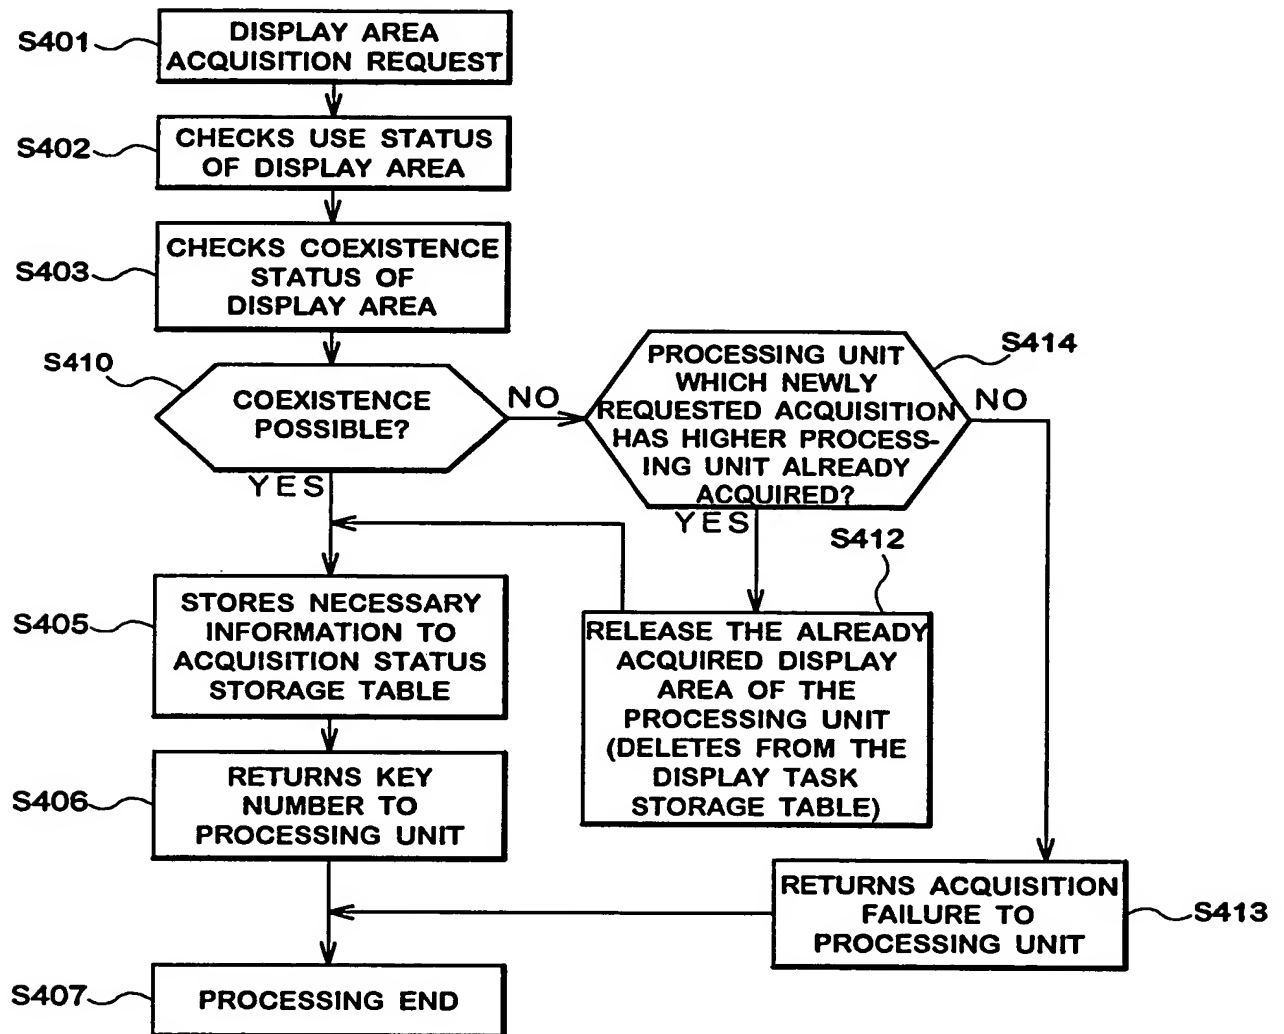 S401
DISPLAY AREA
ACQUISITION REQUEST
S402
CHECKS USE STATUS
OF DISPLAY AREA
S403
CHECKS COEXISTENCE
STATUS OF
DISPLAY AREA
S410
COEXISTENCE
POSSIBLE?
NO
YES
S414
PROCESSING UNIT
WHICH NEWLY
REQUESTED ACQUISITION
HAS HIGHER PROCESS-
ING UNIT ALREADY
ACQUIRED?
NO
YES
S412
RELEASE THE ALREADY
ACQUIRED DISPLAY
AREA OF THE
PROCESSING UNIT
(DELETES FROM THE
DISPLAY TASK
STORAGE TABLE)
S405
STORES NECESSARY
INFORMATION TO
ACQUISITION STATUS
STORAGE TABLE
S406
RETURNS KEY
NUMBER TO
PROCESSING UNIT
RETURNS ACQUISITION
FAILURE TO
PROCESSING UNIT
S413
S407
PROCESSING END